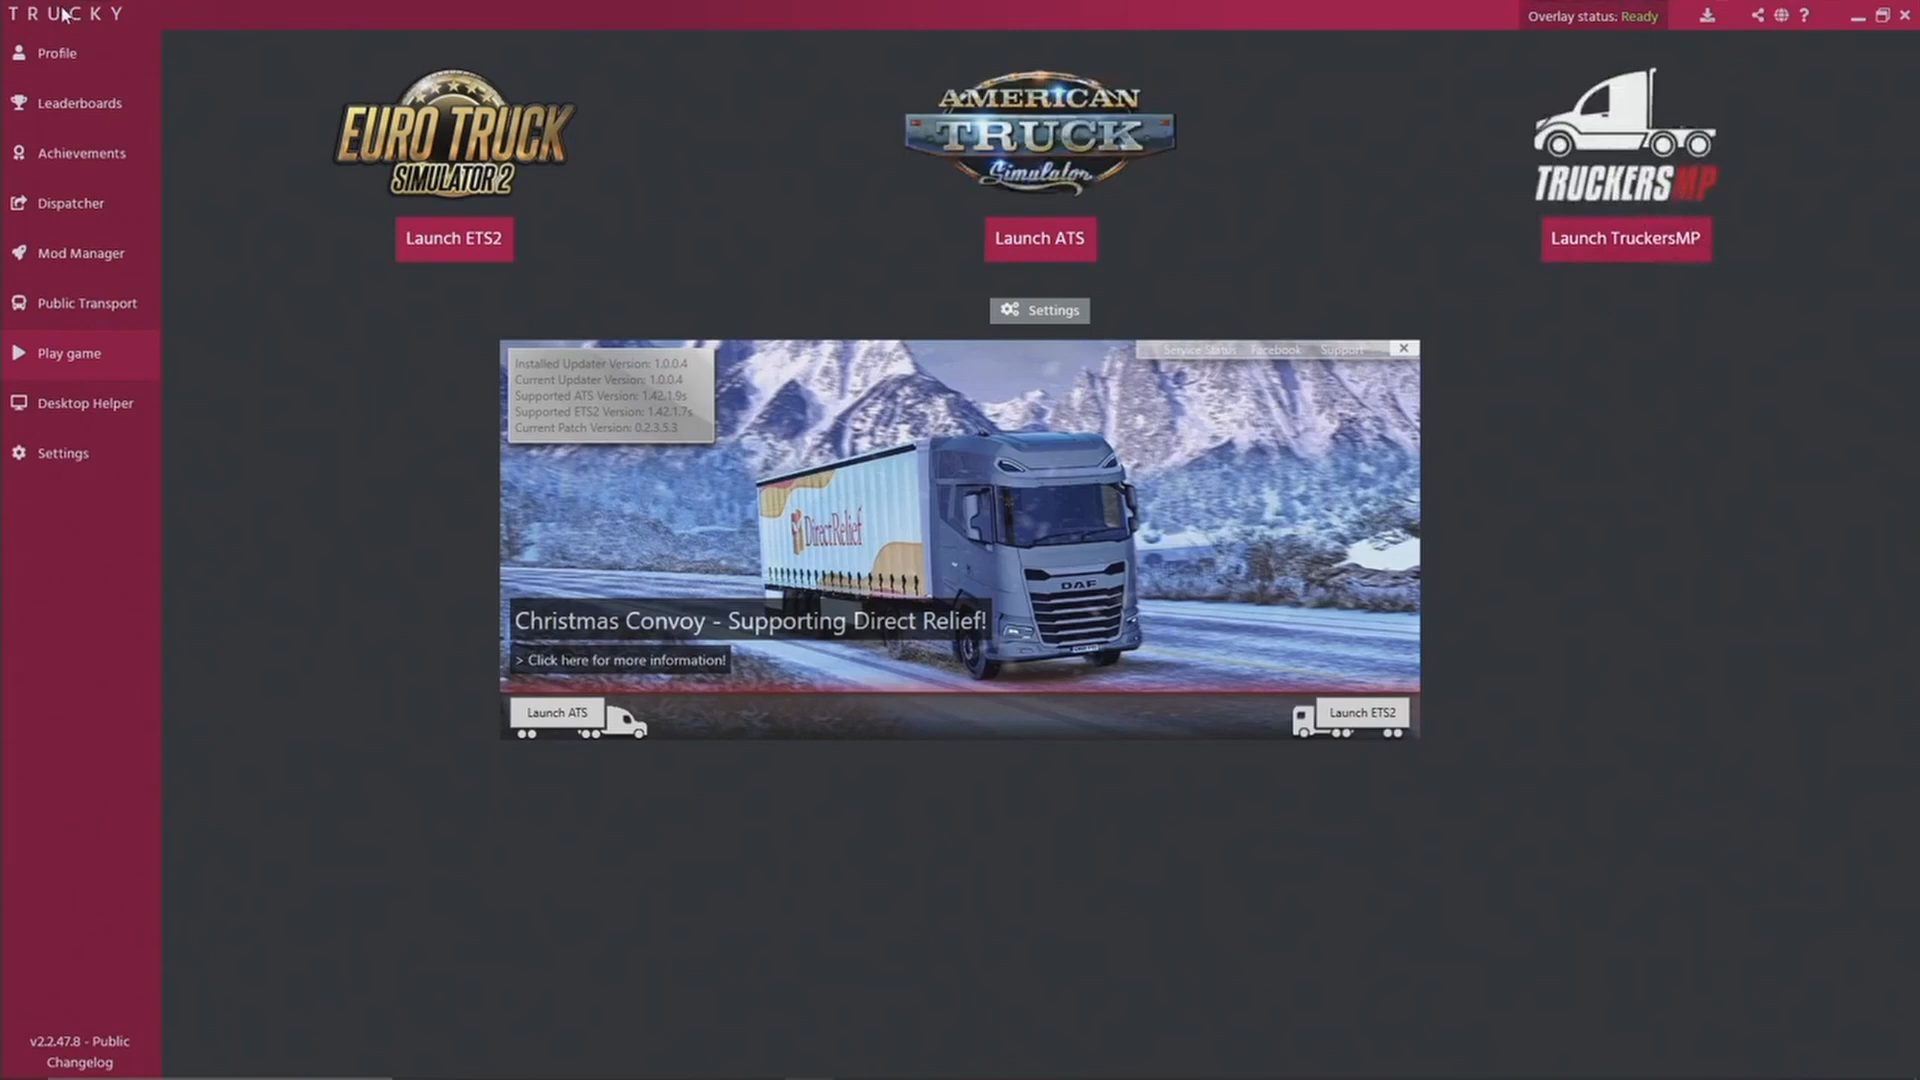 TRUCKY
Overlay status: Ready
Profile
Leaderboards
Achievements
Dispatcher
Mod Manager
Public Transport
Play game
Desktop Helper
Settings
v2.2.47.8 - Public
Changelog
EURO TRUCK
SIMULATOR 2
Launch ETS2
AMERICAN
TRUCK
Simulator
Launch ATS
TRUCKERSMP
Launch TruckersMP
Settings
Installed Updater Version: 1.0.0.4
Current Updater Version: 1.0.0.4
Supported ATS Version: 1.42.1.9s
Supported ETS2 Version: 1.42.1.7s
Current Patch Version: 0.2.3.5.3
Service Status Facebook Support
DirectRelief
DAF
Christmas Convoy - Supporting Direct Relief!
> Click here for more information!
Launch ATS
Launch ETS2